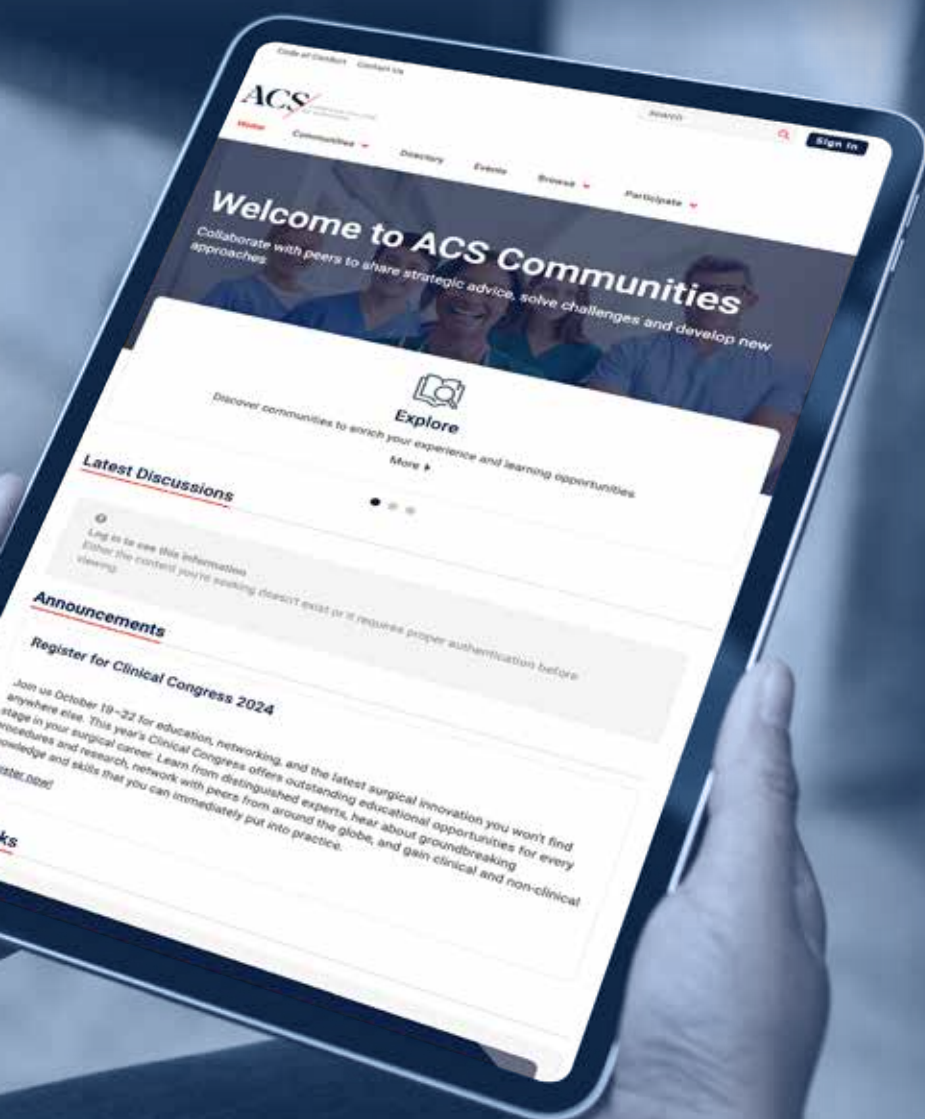 Code of Conduct Contact Us
Search
Sign In
ACS
Home Communities Directory Events Browse Participate
Welcome to ACS Communities
Collaborate with peers to share strategic advice, solve challenges and develop new
approaches
Explore
Discover communities to enrich your experience and learning opportunities
More
Latest Discussions
Log in to see this information
Either the content you're seeking doesn't exist or it requires proper authentication before
viewing.
Announcements
Register for Clinical Congress 2024
Join us October 19–22 for education, networking, and the latest surgical innovation you won't find
anywhere else. This year's Clinical Congress offers outstanding educational opportunities for every
stage in your surgical career. Learn from distinguished experts, hear about groundbreaking
procedures and research, network with peers from around the globe, and gain clinical and non-clinical
knowledge and skills that you can immediately put into practice.